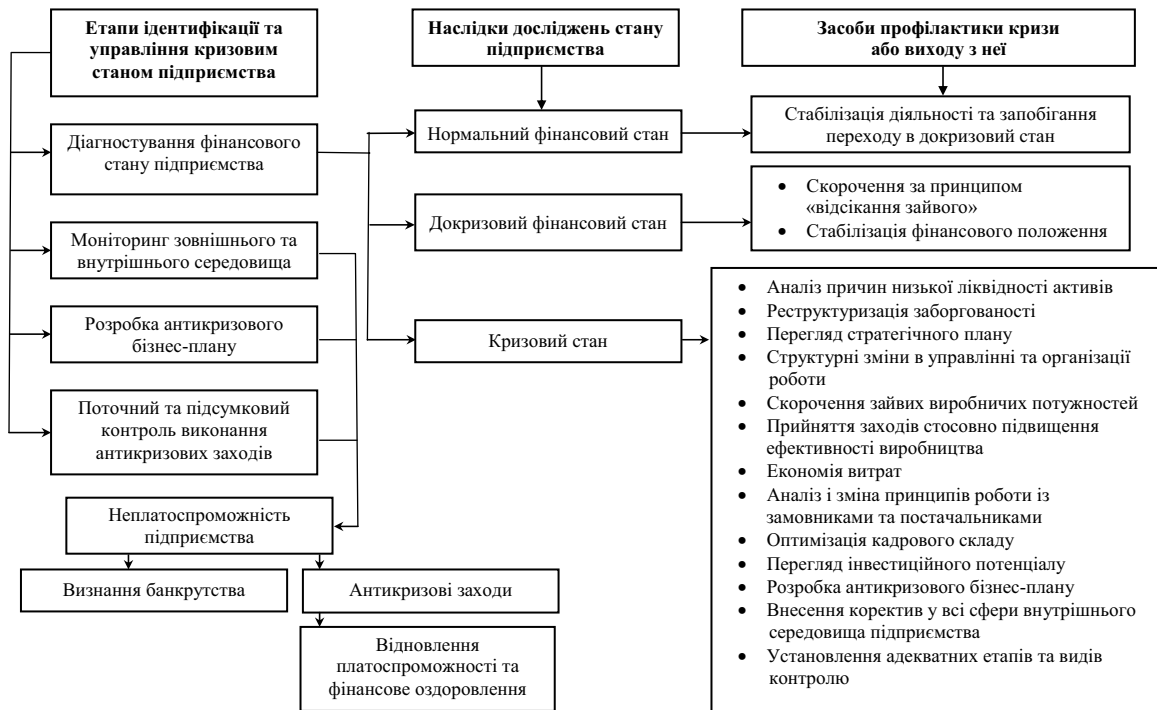 Етапи ідентифікації та
управління кризовим
станом підприємства
Наслідки досліджень стану
підприємства
Засоби профілактики кризи
або виходу з неї
Діагностування фінансового
стану підприємства
Нормальний фінансовий стан
Стабілізація діяльності та запобігання
переходу в докризовий стан
Моніторинг зовнішнього та
внутрішнього середовища
Докризовий фінансовий стан
• Скорочення за принципом
«відсікання зайвого»
• Стабілізація фінансового положення
Розробка антикризового
бізнес-плану
Кризовий стан
• Аналіз причин низької ліквідності активів
• Реструктуризація заборгованості
• Перегляд стратегічного плану
• Структурні зміни в управлінні та організації
роботи
• Скорочення зайвих виробничих потужностей
• Прийняття заходів стосовно підвищення
ефективності виробництва
• Економія витрат
• Аналіз і зміна принципів роботи із
замовниками та постачальниками
• Оптимізація кадрового складу
• Перегляд інвестиційного потенціалу
• Розробка антикризового бізнес-плану
• Внесення коректив у всі сфери внутрішнього
середовища підприємства
• Установлення адекватних етапів та видів
контролю
Поточний та підсумковий
контроль виконання
антикризових заходів
Неплатоспроможність
підприємства
Визнання банкрутства
Антикризові заходи
Відновлення
платоспроможності та
фінансове оздоровлення